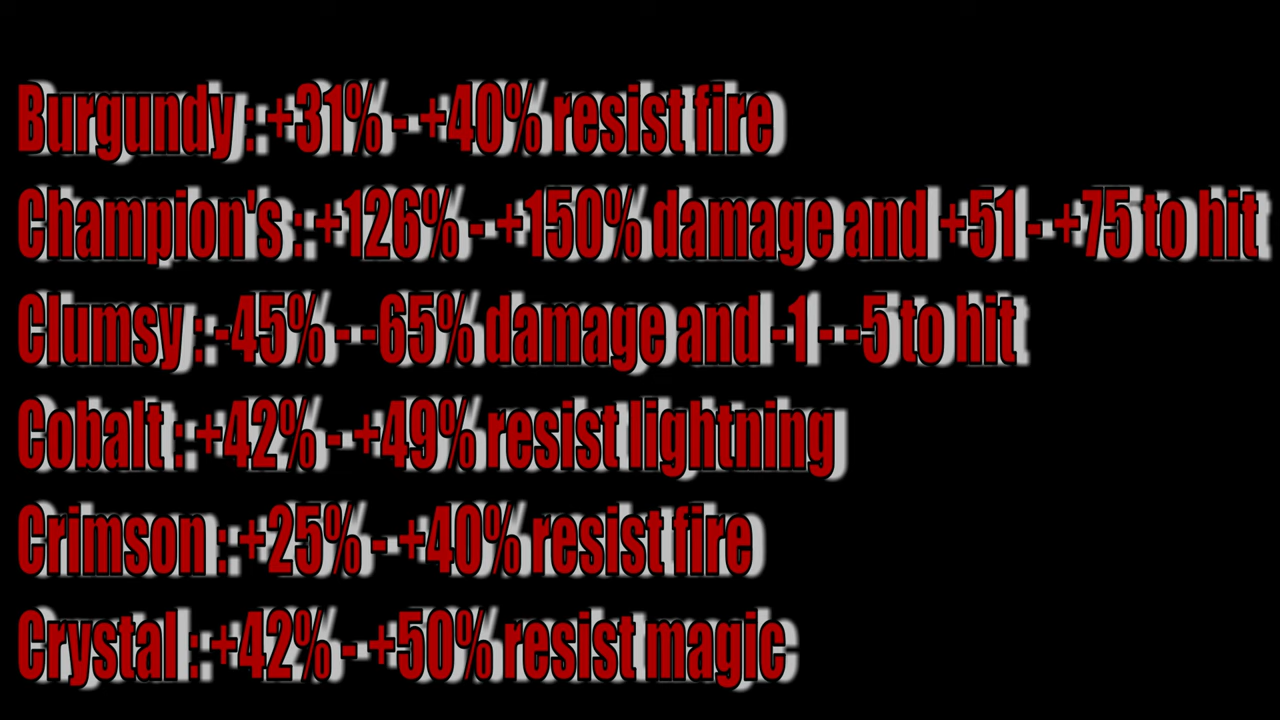 Burgundy : +31% - +40% resist fire
Champion's : +126% - +150% damage and +51 - +75 to hit
Clumsy : -45% - -65% damage and -1 - -5 to hit
Cobalt : +42% - +49% resist lightning
Crimson : +25% - +40% resist fire
Crystal : +42% - +50% resist magic